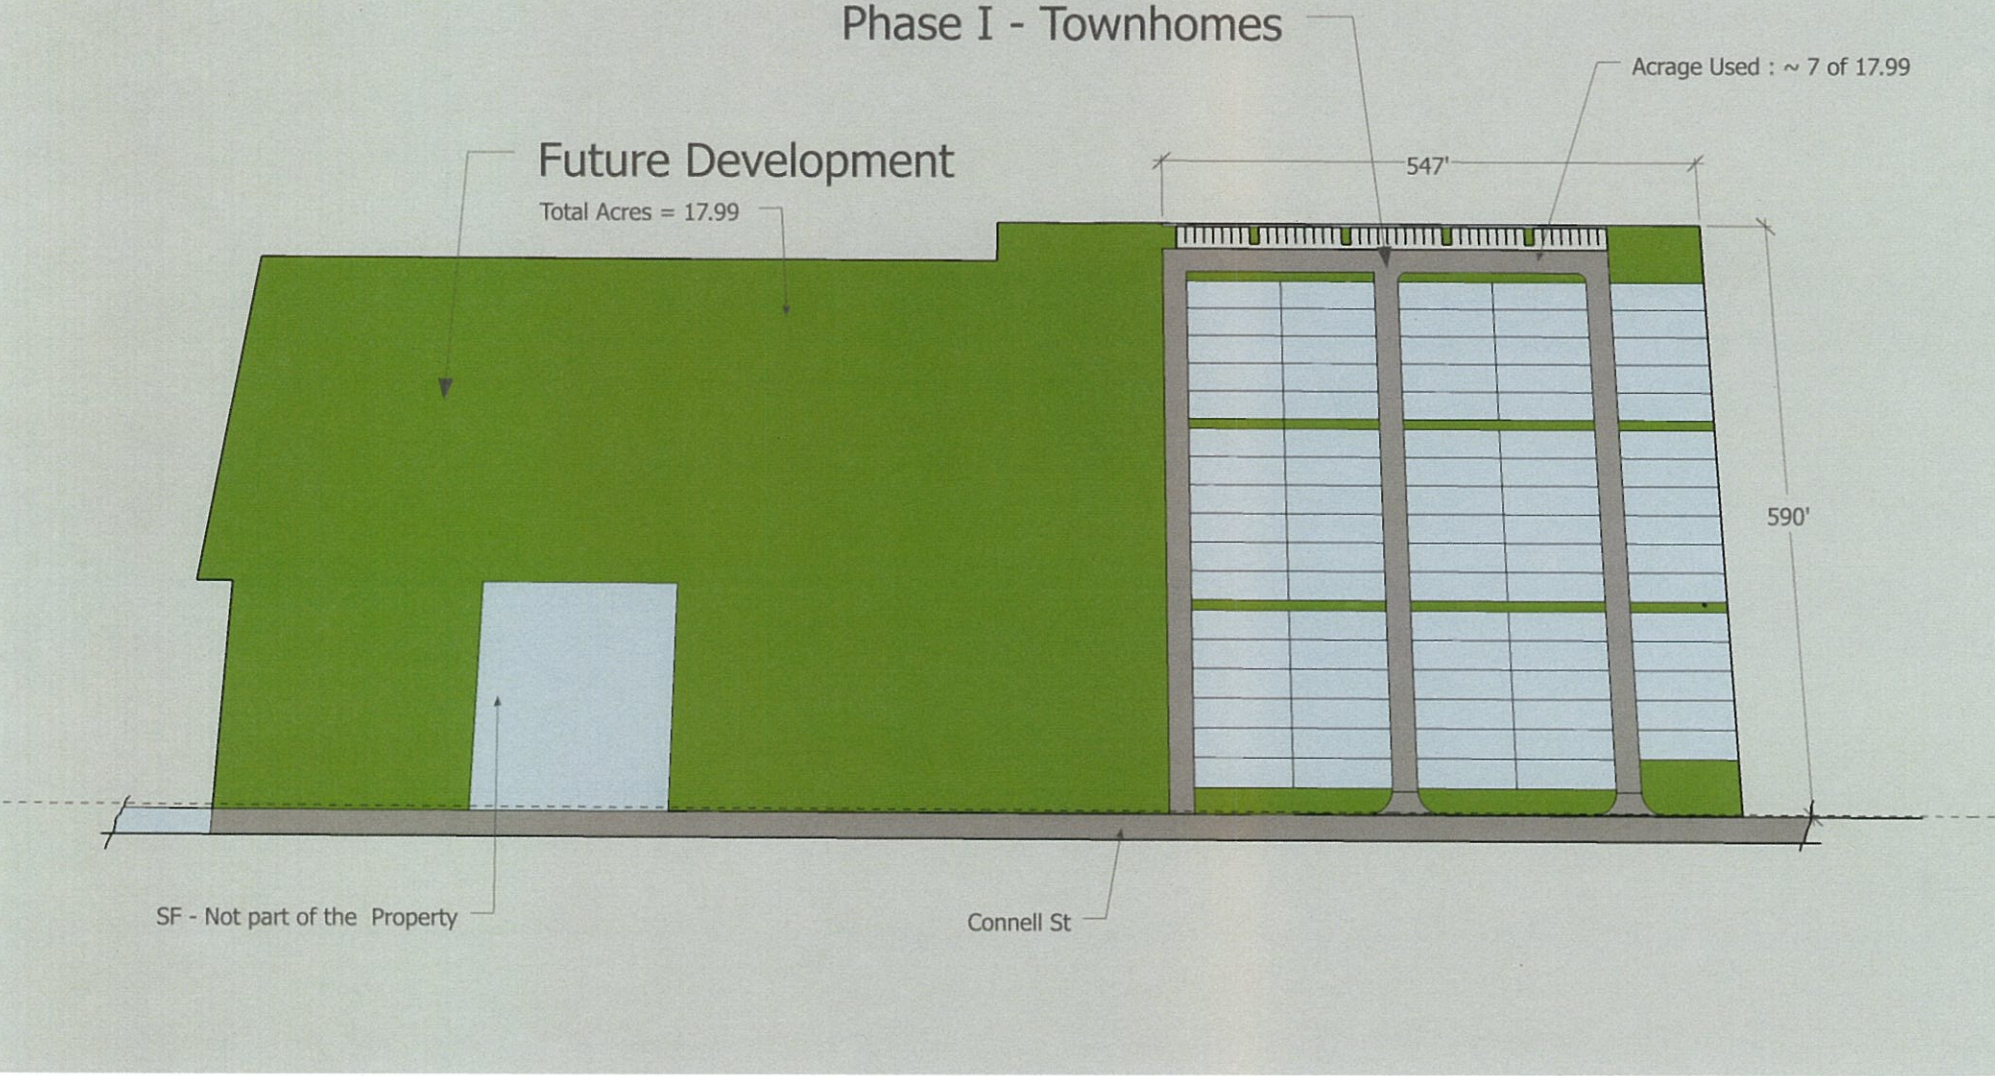 Phase I - Townhomes
Acrage Used : ~ 7 of 17.99
Future Development
547'
Total Acres = 17.99
590'
SF - Not part of the Property
Connell St